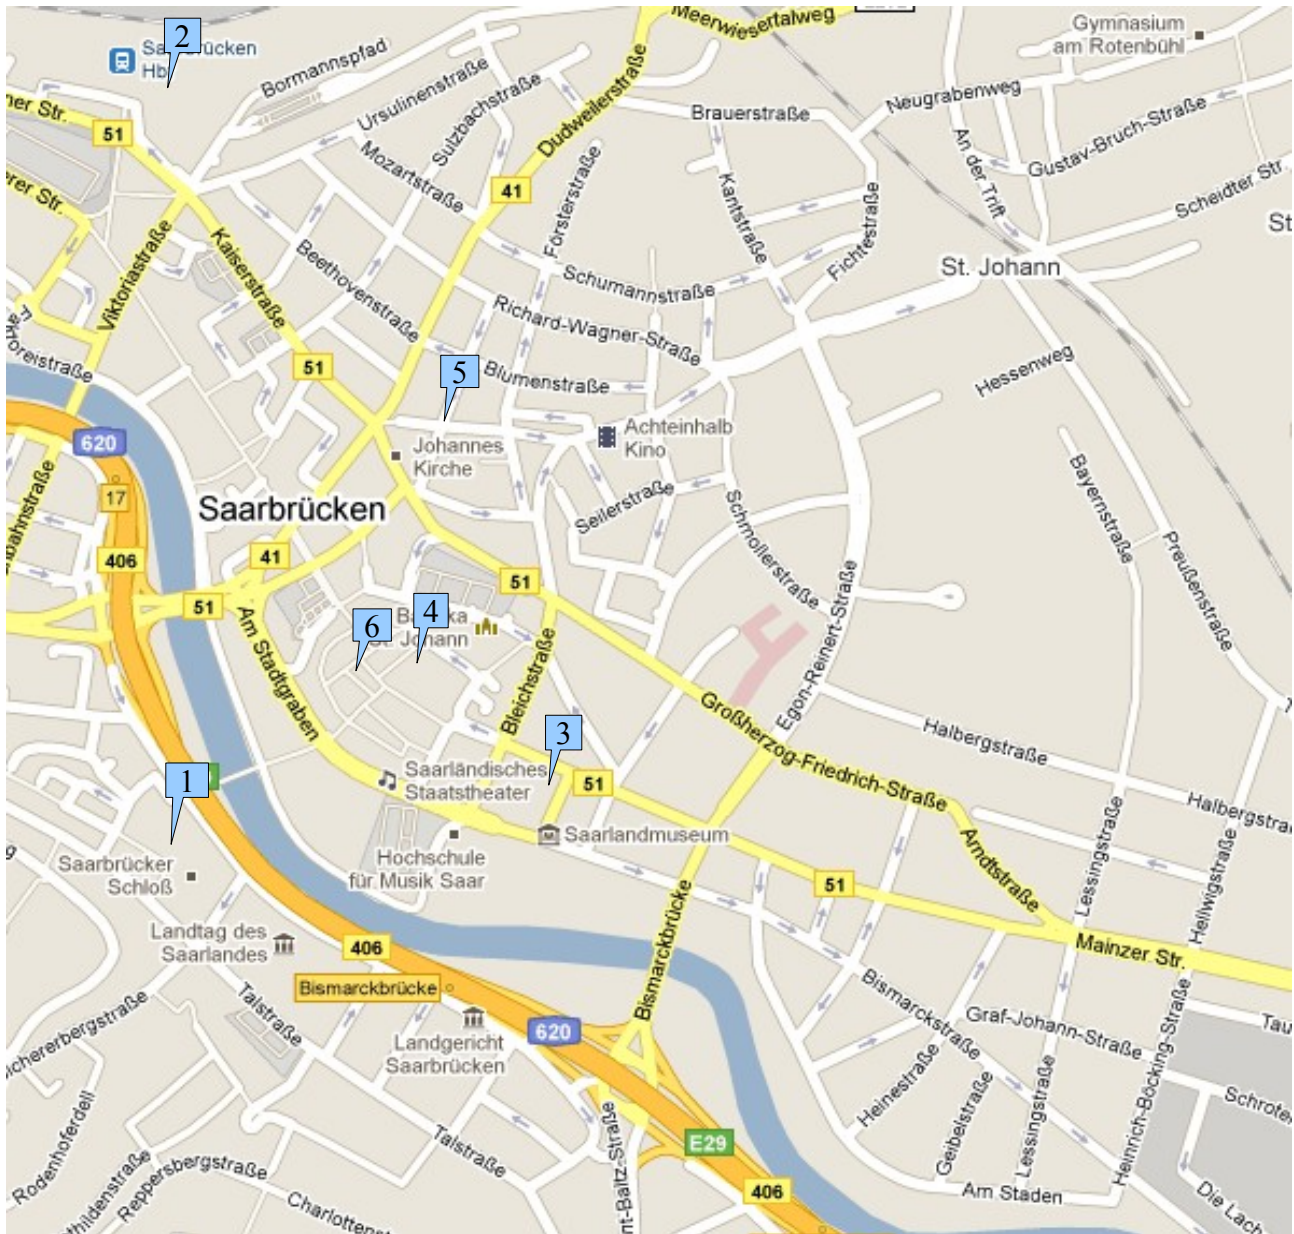 Meerwiesertalweg
Gymnasium
am Rotenbühl
2
Saarbrücken
Bormannspfad
Ursulinenstraße
Sulzbachstraße
Dudweilerstraße
Brauerstraße
Neugrabenweg
Gustav-Bruch-Straße
An der Trift
Scheidter Str.
51
41
Mozartstraße
Försterstraße
Kantstraße
Fichtestraße
St. Johann
Kaiserstraße
Viktoriastraße
Beethovenstraße
Schumannstraße
Richard-Wagner-Straße
Blumenstraße
Hessenweg
51
5
620
17
406
Johannes
Kirche
Achteinhalb
Kino
Saarbrücken
Seilerstraße
Schmollerstraße
Bayernstraße
Preußenstraße
41
51
51
6
4
St. Johann
Am Stadtgraben
Bleichstraße
Egon-Reinert-Straße
Großherzog-Friedrich-Straße
Halbergstraße
3
51
1
Saarländisches
Staatstheater
Saarlandmuseum
Hochschule
für Musik Saar
Saarbrücker
Schloß
Landtag des
Saarlandes
406
Bismarckbrücke
Bismarckbrücke
51
Arndtstraße
Lessingstraße
Hellwigstraße
Mainzer Str.
Talstraße
Landgericht
Saarbrücken
620
Bismarckstraße
Graf-Johann-Straße
Heinestraße
Geibelstraße
Lessingstraße
Heinrich-Böcking-Straße
Am Staden
E29
406
Talstraße
Rodenhoferdell
Reppersbergstraße